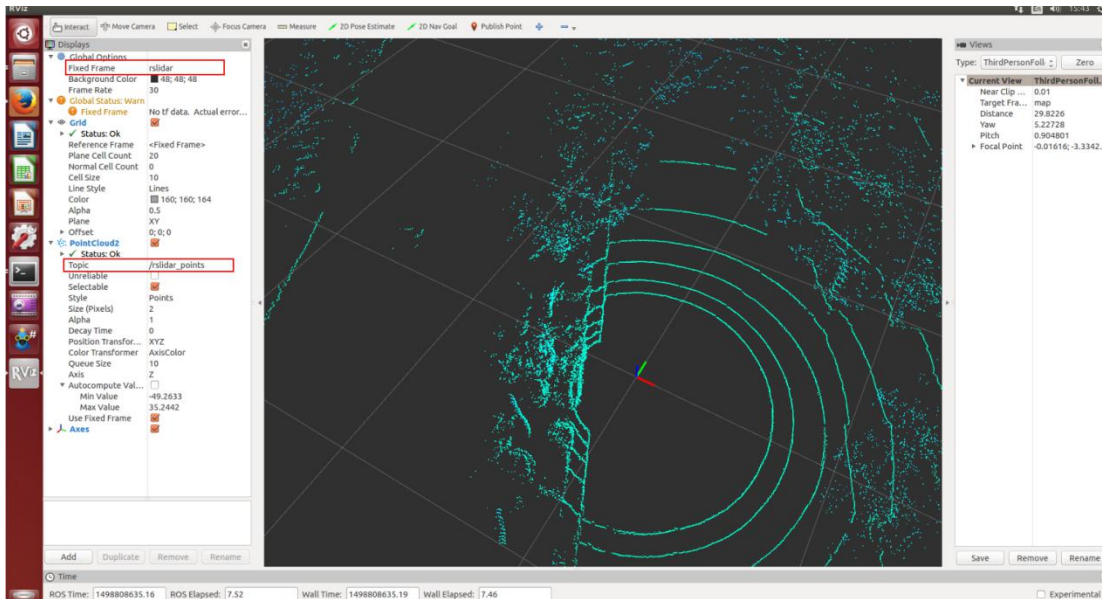 RViz
En
15:43
Interact Move Camera Select Focus Camera Measure 2D Pose Estimate 2D Nav Goal Publish Point
Displays
Global Options
Fixed Frame rslidar
Background Color 48; 48; 48
Frame Rate 30
Global Status: Warn
Fixed Frame No tf data. Actual error...
Grid
Status: Ok
Reference Frame <Fixed Frame>
Plane Cell Count 20
Normal Cell Count 0
Cell Size 10
Line Style Lines
Color 160; 160; 164
Alpha 0.5
Plane XY
Offset 0; 0; 0
PointCloud2
Status: Ok
Topic /rslidar_points
Unreliable
Selectable
Style Points
Size (Pixels) 2
Alpha 1
Decay Time 0
Position Transfor... XYZ
Color Transformer AxisColor
Queue Size 10
Axis Z
Autocompute Val...
Min Value -49.2633
Max Value 35.2442
Use Fixed Frame
Axes
Add Duplicate Remove Rename
Views
Type: ThirdPersonFoll Zero
Current View ThirdPersonFoll.
Near Clip ... 0.01
Target Fra... map
Distance 29.8226
Yaw 5.22728
Pitch 0.904801
Focal Point -0.01616; -3.3342.
Save Remove Rename
RViz
Time
ROS Time: 1498808635.16 ROS Elapsed: 7.52 Wall Time: 1498808635.19 Wall Elapsed: 7.46 Experimental